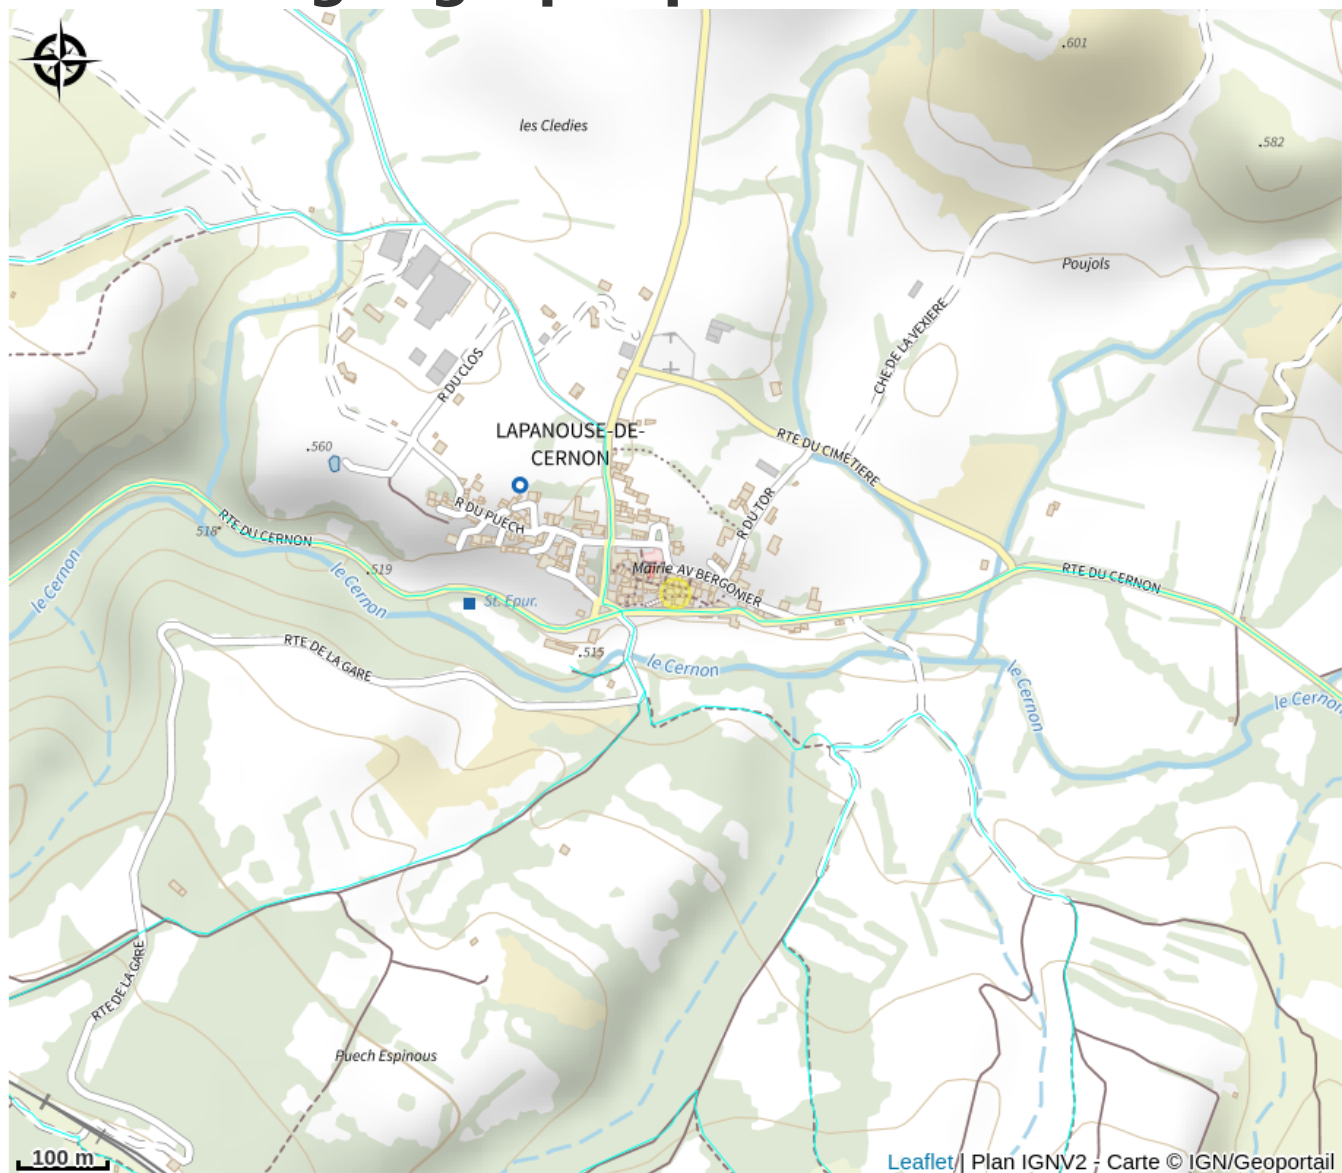 .601
les Cledies
.582
Poujols
CHE DE LA VEXIERE
R DU CLOS
LAPANOUSE-DE-
CERNON
RTE DU CIMETIERE
.560
R DU PUECH
R DU TOR
518
RTE DU CERNON
.519
le Cernon
le Cernon
Mairie
AV BERGONIER
RTE DU CERNON
St. Epur.
RTE DE LA GARE
.515
le Cernon
le Cernon
le Cernon
RTE DE LA GARE
Puech Espinous
100 m
Leaflet | Plan IGNV2 - Carte © IGN/Geoportail